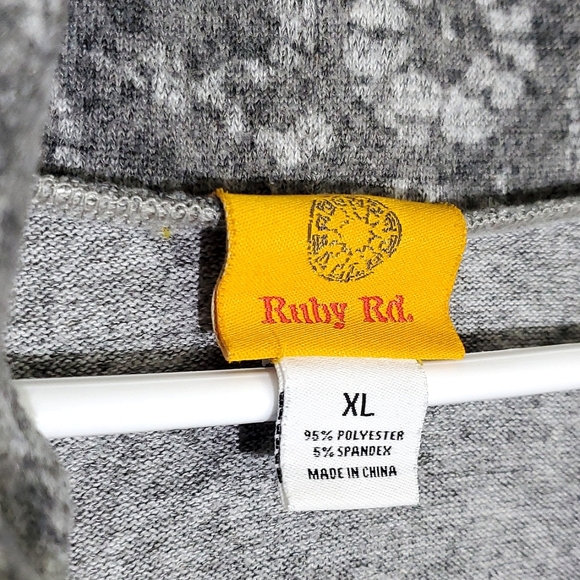 Ruby Rd.
XL
95% POLYESTER
5% SPANDEX
MADE IN CHINA